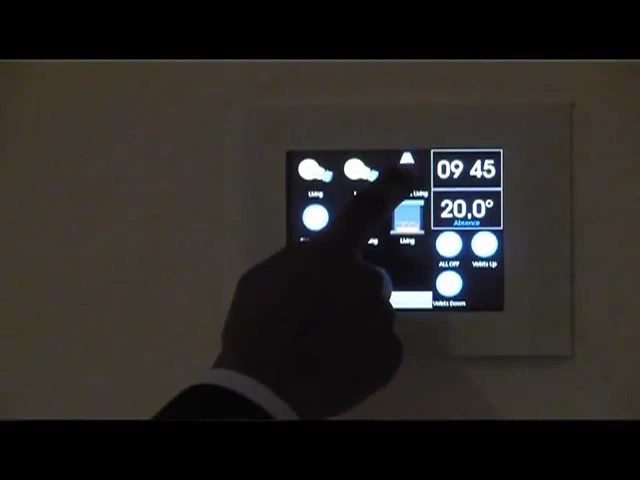 09 45
Living
Living
20,0°
Absence
Living
ALL OFF
Volets Up
Volets Down